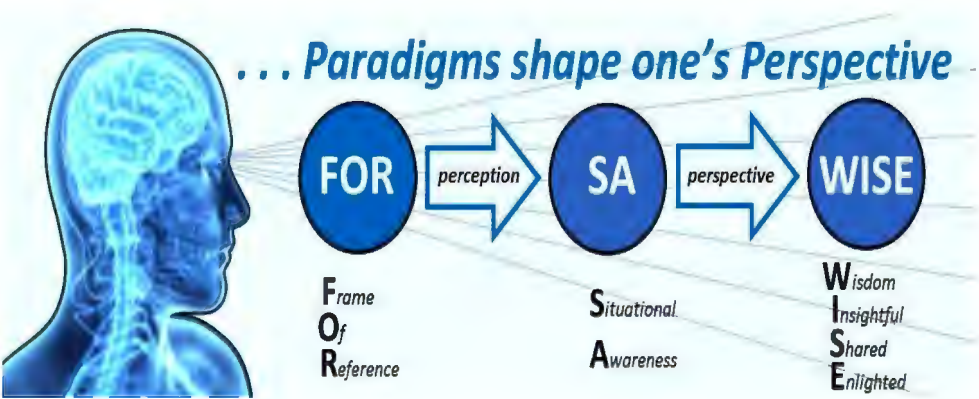 . . . Paradigms shape one's Perspective
FOR
perception
SA
perspective
WISE
Frame
Of
Reference
Situational
Awareness
Wisdom
Insightful
Shared
Enlighted